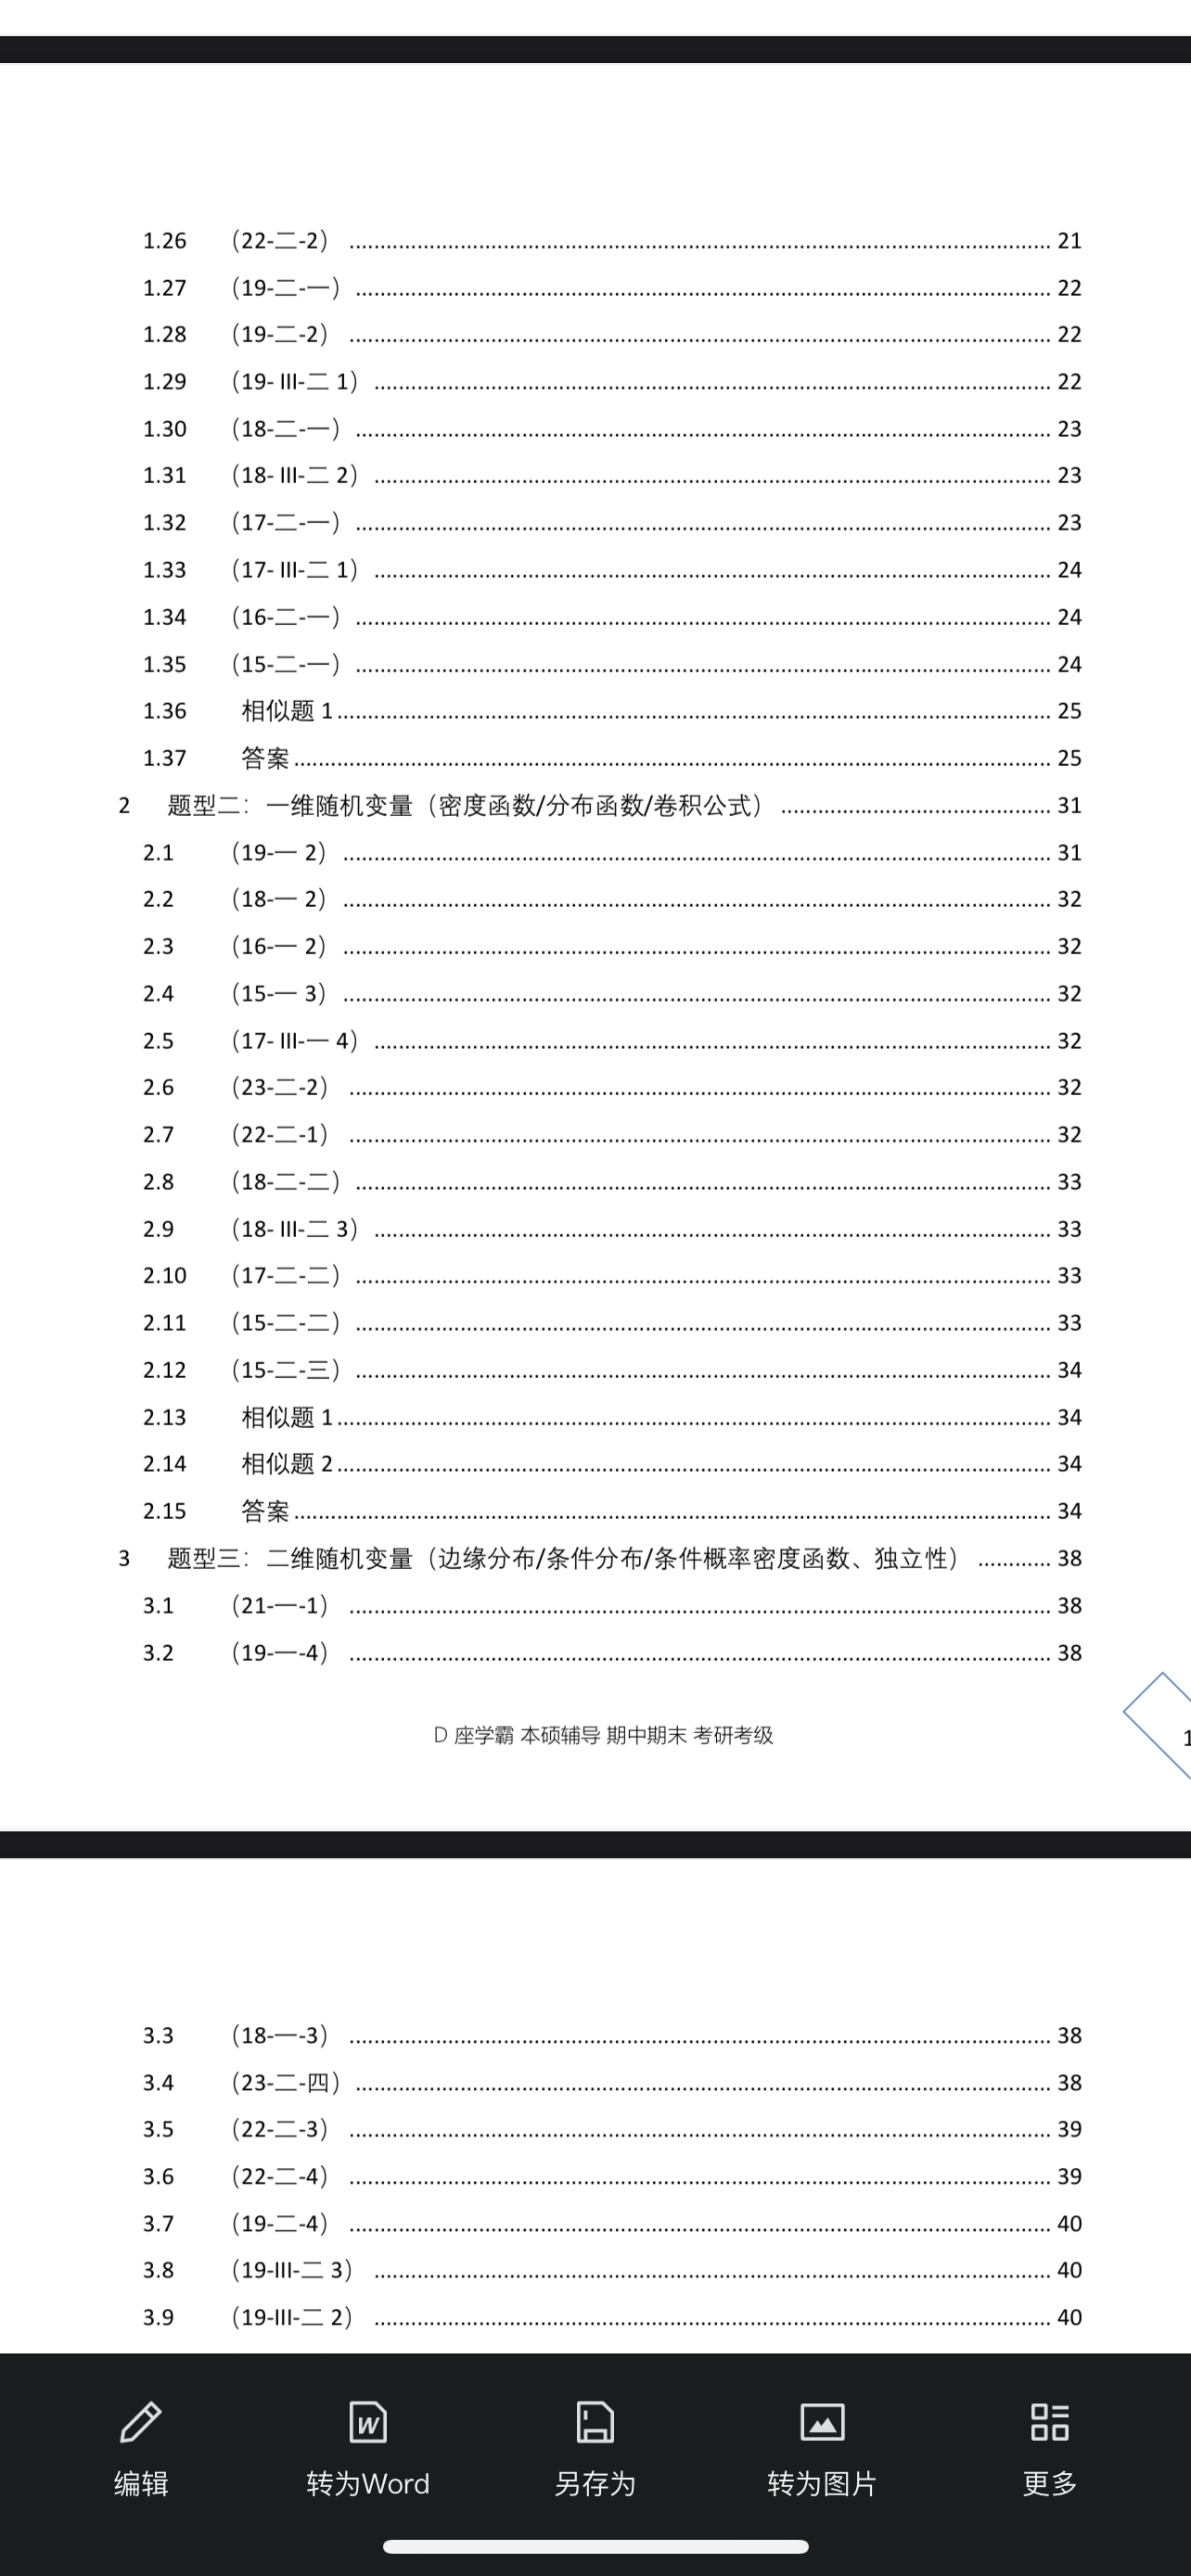 1.26 （22-二-2） 21
1.27 （19-二-一） 22
1.28 （19-二-2） 22
1.29 （19- III-二 1） 22
1.30 （18-二-一） 23
1.31 （18- III-二 2） 23
1.32 （17-二-一） 23
1.33 （17- III-二 1） 24
1.34 （16-二-一） 24
1.35 （15-二-一） 24
1.36 相似题 1 25
1.37 答案 25
2 题型二：一维随机变量（密度函数/分布函数/卷积公式） 31
2.1 （19-一 2） 31
2.2 （18-一 2） 32
2.3 （16-一 2） 32
2.4 （15-一 3） 32
2.5 （17- III-一 4） 32
2.6 （23-二-2） 32
2.7 （22-二-1） 32
2.8 （18-二-二） 33
2.9 （18- III-二 3） 33
2.10 （17-二-二） 33
2.11 （15-二-二） 33
2.12 （15-二-三） 34
2.13 相似题 1 34
2.14 相似题 2 34
2.15 答案 34
3 题型三：二维随机变量（边缘分布/条件分布/条件概率密度函数、独立性） 38
3.1 （21-一-1） 38
3.2 （19-一-4） 38
D 座学霸 本硕辅导 期中期末 考研考级
1
3.3 （18-一-3） 38
3.4 （23-二-四） 38
3.5 （22-二-3） 39
3.6 （22-二-4） 39
3.7 （19-二-4） 40
3.8 （19-III-二 3） 40
3.9 （19-III-二 2） 40
编辑 转为Word 另存为 转为图片 更多